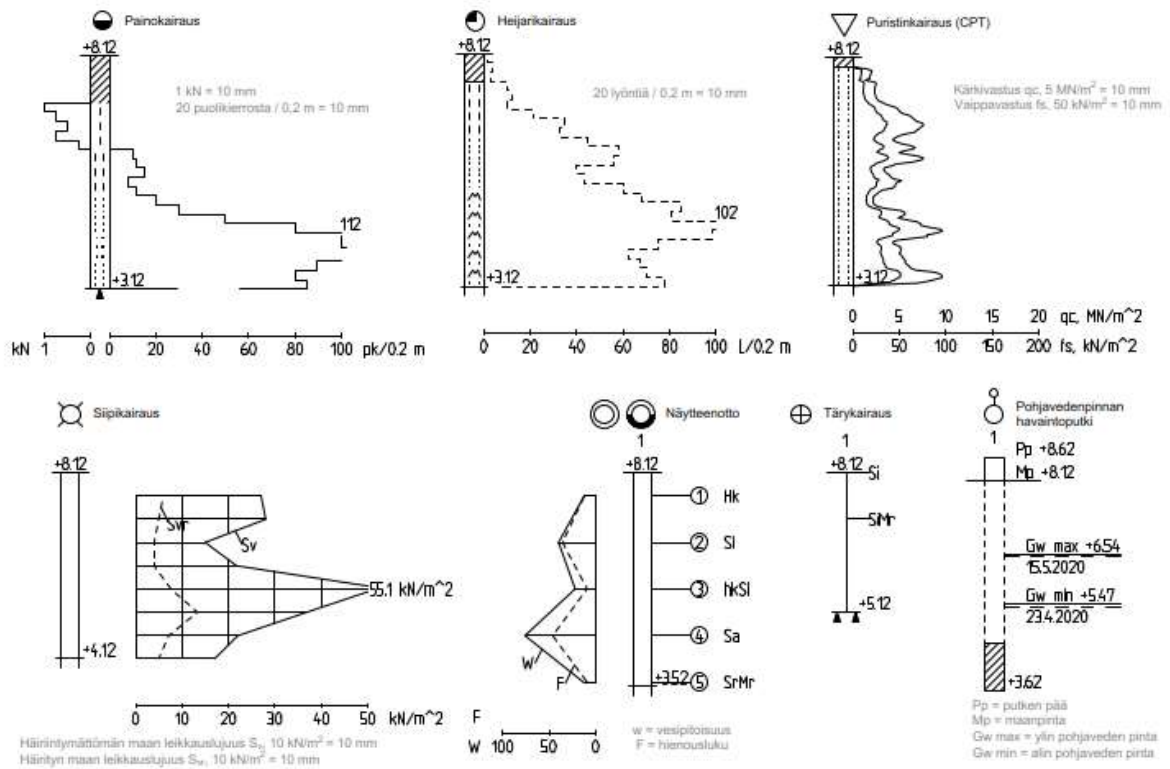 Painokairaus
+8.12
1 kN = 10 mm
20 puolikierrosta / 0,2 m = 10 mm
112
+3.12
kN 1 0 0 20 40 60 80 100 pk/0.2 m
Heijarikairaus
+8.12
20 lyöntiä / 0,2 m = 10 mm
102
+3.12
0 20 40 60 80 100 L/0.2 m
Puristinkairaus (CPT)
+8.12
Kärkivastus qc, 5 MN/m² = 10 mm
Vaippavastus fs, 50 kN/m² = 10 mm
+3.12
0 5 10 15 20 qc, MN/m^2
0 50 100 150 200 fs, kN/m^2
Siipikairaus
+8.12
Svr
Sv
55.1 kN/m^2
+4.12
0 10 20 30 40 50 kN/m^2
Häiriintymättömän maan leikkauslujuus Sv, 10 kN/m² = 10 mm
Häirityn maan leikkauslujuus Svr, 10 kN/m² = 10 mm
Näytteenotto
1
+8.12
1 Hk
2 Si
3 hkSi
4 Sa
5 SrMr
+3.52
W
F
F
W 100 50 0
w = vesipitoisuus
F = hienousluku
Tärykairaus
1
+8.12 Si
SiMr
+5.12
Pohjavedenpinnan
havaintoputki
1
Pp +8.62
Mp +8.12
Gw max +6.54
15.5.2020
Gw min +5.47
23.4.2020
+3.62
Pp = putken pää
Mp = maanpinta
Gw max = ylin pohjaveden pinta
Gw min = alin pohjaveden pinta